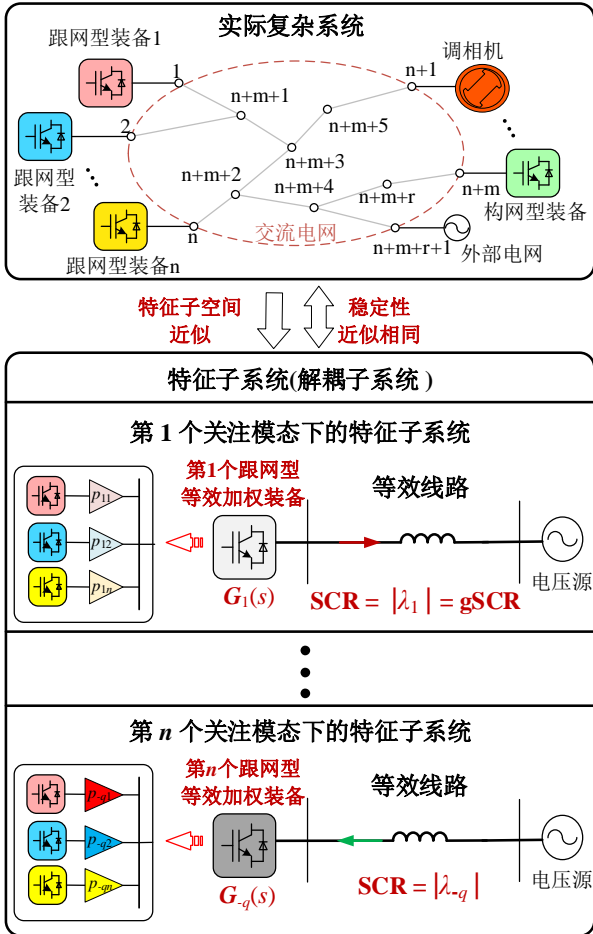 实际复杂系统
跟网型装备1
1
n+1
调相机
n+m+1
n+m+5
2
n+m+3
跟网型
装备2
n+m+2
n+m+4
n+m+r
n+m
构网型装备
n
交流电网
n+m+r+1
外部电网
跟网型装备n
特征子空间
近似
稳定性
近似相同
特征子系统(解耦子系统)
第 1 个关注模态下的特征子系统
第1个跟网型
等效加权装备
等效线路
p11
p12
p1n
G1(s)
SCR = |λ1| = gSCR
电压源
第 n 个关注模态下的特征子系统
第n个跟网型
等效加权装备
等效线路
p-q1
p-q2
p-qn
G-q(s)
SCR = |λ-q|
电压源